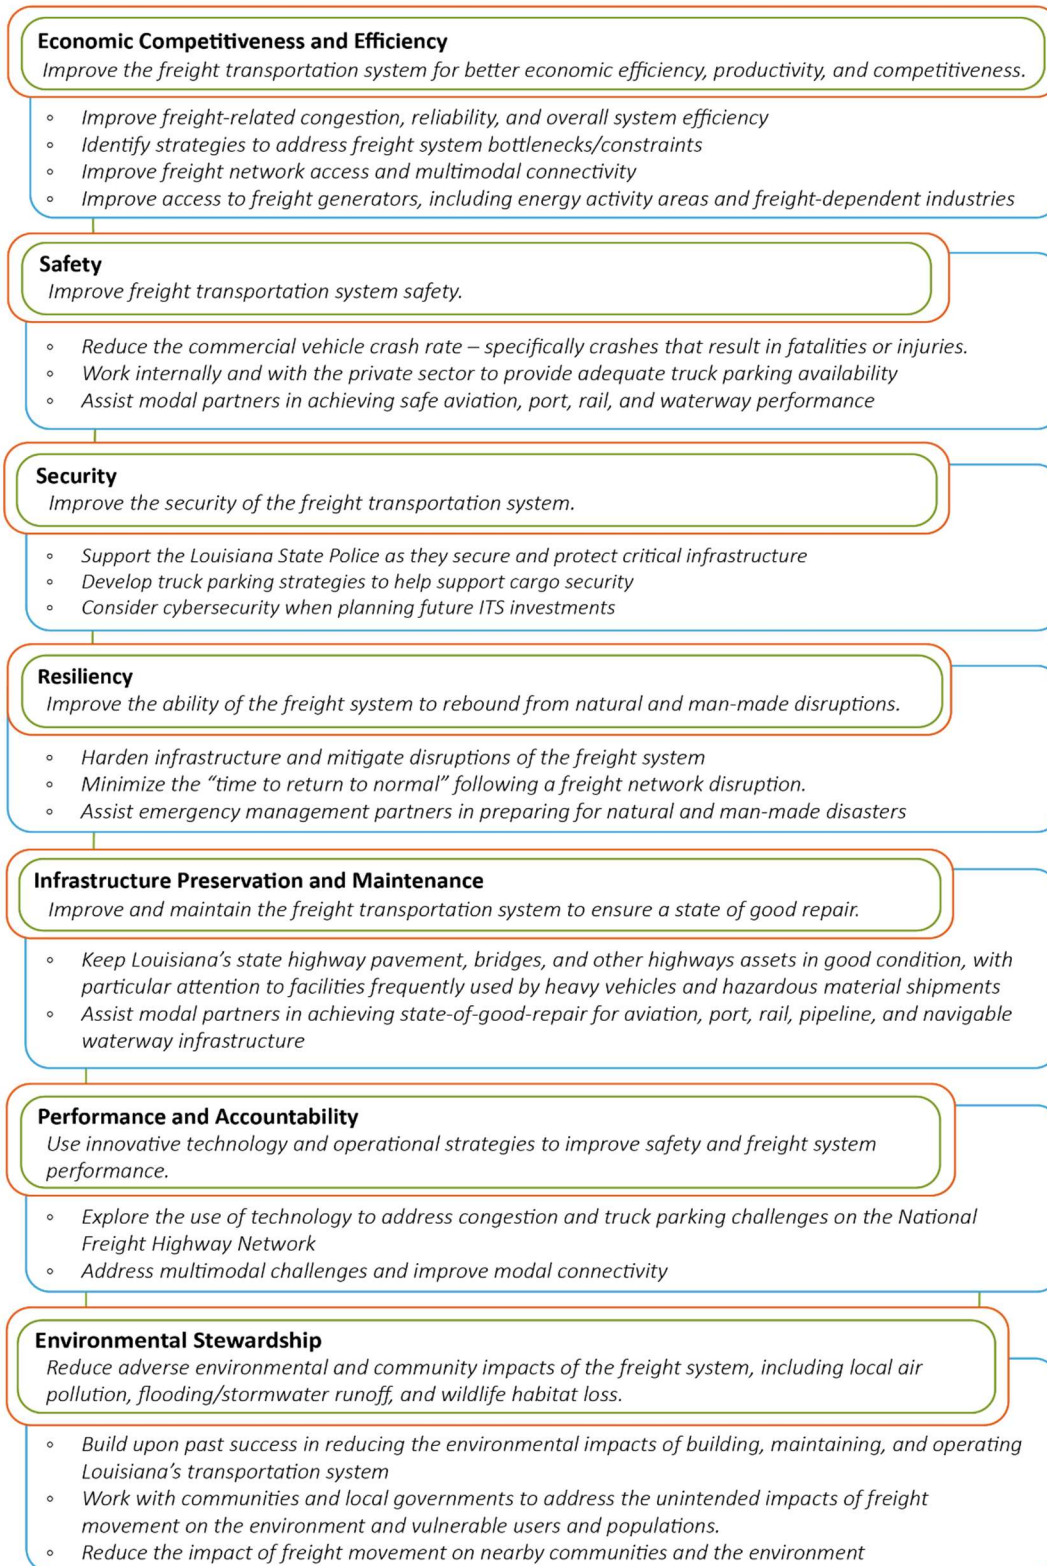 Economic Competitiveness and Efficiency
Improve the freight transportation system for better economic efficiency, productivity, and competitiveness.
◦ Improve freight-related congestion, reliability, and overall system efficiency
◦ Identify strategies to address freight system bottlenecks/constraints
◦ Improve freight network access and multimodal connectivity
◦ Improve access to freight generators, including energy activity areas and freight-dependent industries
Safety
Improve freight transportation system safety.
◦ Reduce the commercial vehicle crash rate – specifically crashes that result in fatalities or injuries.
◦ Work internally and with the private sector to provide adequate truck parking availability
◦ Assist modal partners in achieving safe aviation, port, rail, and waterway performance
Security
Improve the security of the freight transportation system.
◦ Support the Louisiana State Police as they secure and protect critical infrastructure
◦ Develop truck parking strategies to help support cargo security
◦ Consider cybersecurity when planning future ITS investments
Resiliency
Improve the ability of the freight system to rebound from natural and man-made disruptions.
◦ Harden infrastructure and mitigate disruptions of the freight system
◦ Minimize the “time to return to normal” following a freight network disruption.
◦ Assist emergency management partners in preparing for natural and man-made disasters
Infrastructure Preservation and Maintenance
Improve and maintain the freight transportation system to ensure a state of good repair.
◦ Keep Louisiana’s state highway pavement, bridges, and other highways assets in good condition, with
particular attention to facilities frequently used by heavy vehicles and hazardous material shipments
◦ Assist modal partners in achieving state-of-good-repair for aviation, port, rail, pipeline, and navigable
waterway infrastructure
Performance and Accountability
Use innovative technology and operational strategies to improve safety and freight system
performance.
◦ Explore the use of technology to address congestion and truck parking challenges on the National
Freight Highway Network
◦ Address multimodal challenges and improve modal connectivity
Environmental Stewardship
Reduce adverse environmental and community impacts of the freight system, including local air
pollution, flooding/stormwater runoff, and wildlife habitat loss.
◦ Build upon past success in reducing the environmental impacts of building, maintaining, and operating
Louisiana’s transportation system
◦ Work with communities and local governments to address the unintended impacts of freight
movement on the environment and vulnerable users and populations.
◦ Reduce the impact of freight movement on nearby communities and the environment